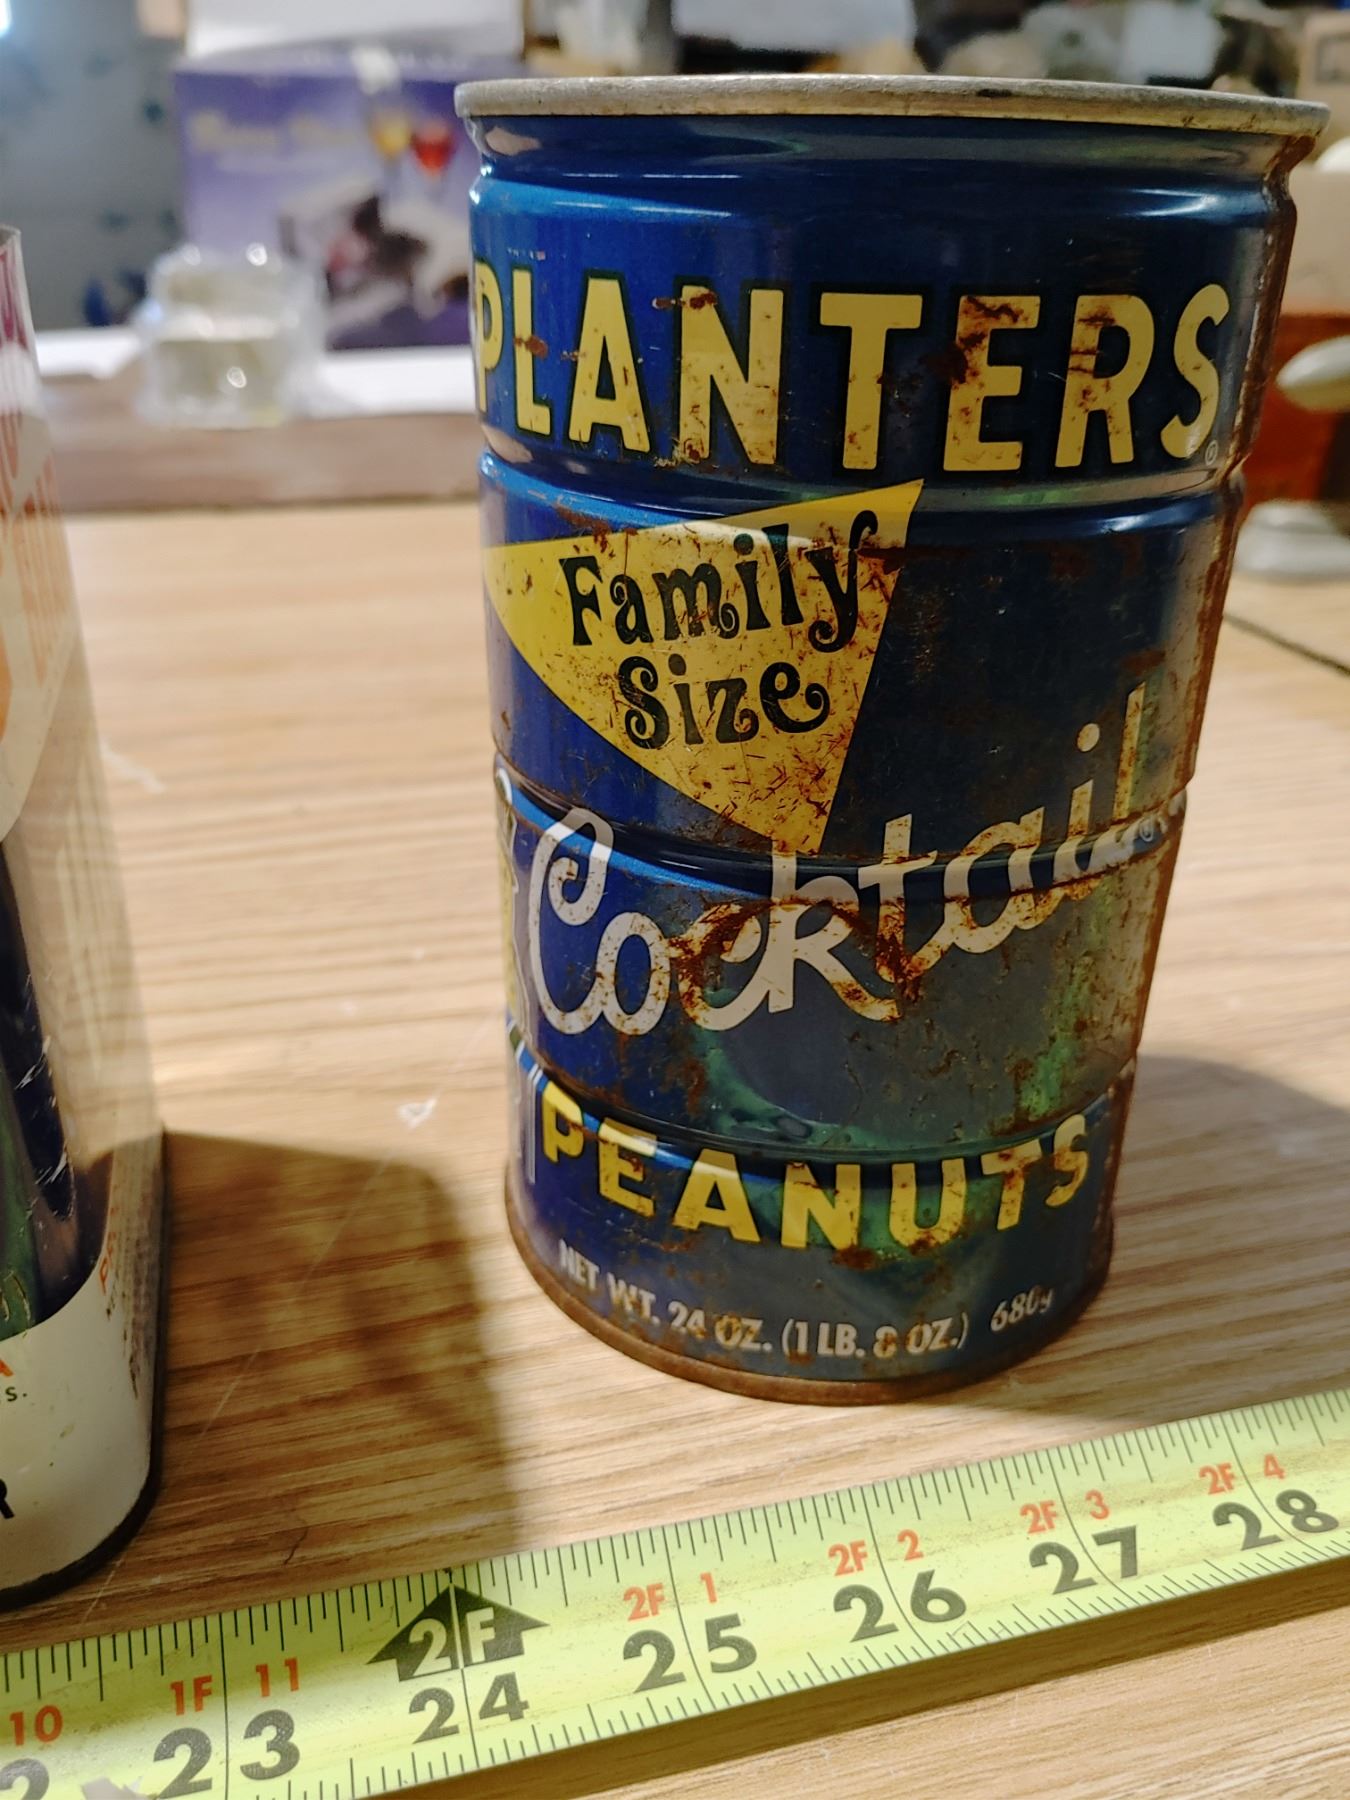 PLANTERS®
Family
Size
Cocktail®
PEANUTS
NET WT. 24 OZ. (1 LB. 8 OZ.) 680g
S.
R
10 1F 11 2F 2F 1 2F 2 2F 3 2F 4
23 24 25 26 27 28